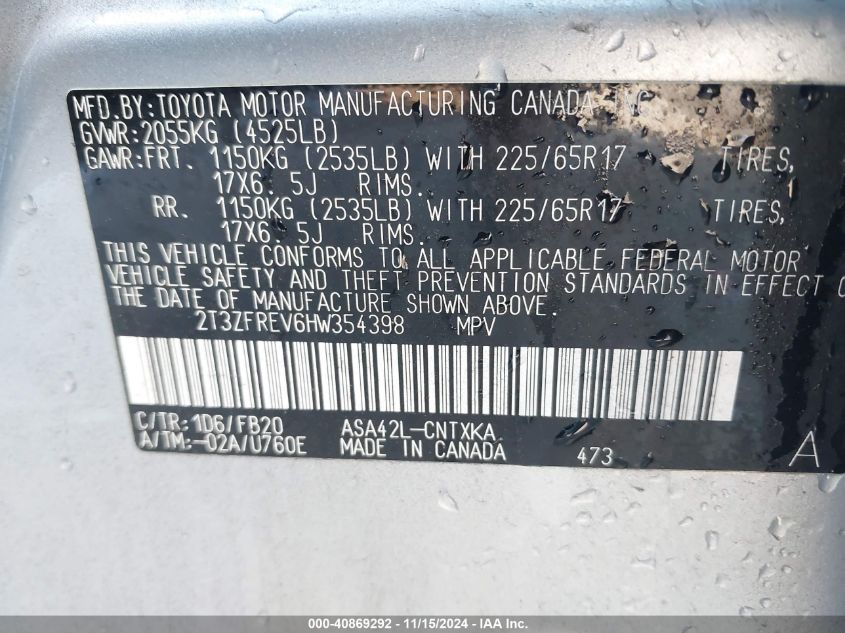 MFD.BY:TOYOTA MOTOR MANUFACTURING CANADA INC
GVWR:2055KG (4525LB)
GAWR:FRT. 1150KG (2535LB) WITH 225/65R17 TIRES,
17X6.5J RIMS.
RR. 1150KG (2535LB) WITH 225/65R17 TIRES,
17X6.5J RIMS.
THIS VEHICLE CONFORMS TO ALL APPLICABLE FEDERAL MOTOR
VEHICLE SAFETY AND THEFT PREVENTION STANDARDS IN EFFECT
THE DATE OF MANUFACTURE SHOWN ABOVE.
2T3ZFREV6HW354398 MPV
C/TR:1D6/FB20 ASA42L-CNTXKA
A/TM:-02A/U760E MADE IN CANADA 473 A
000-40869292 - 11/15/2024 - IAA Inc.